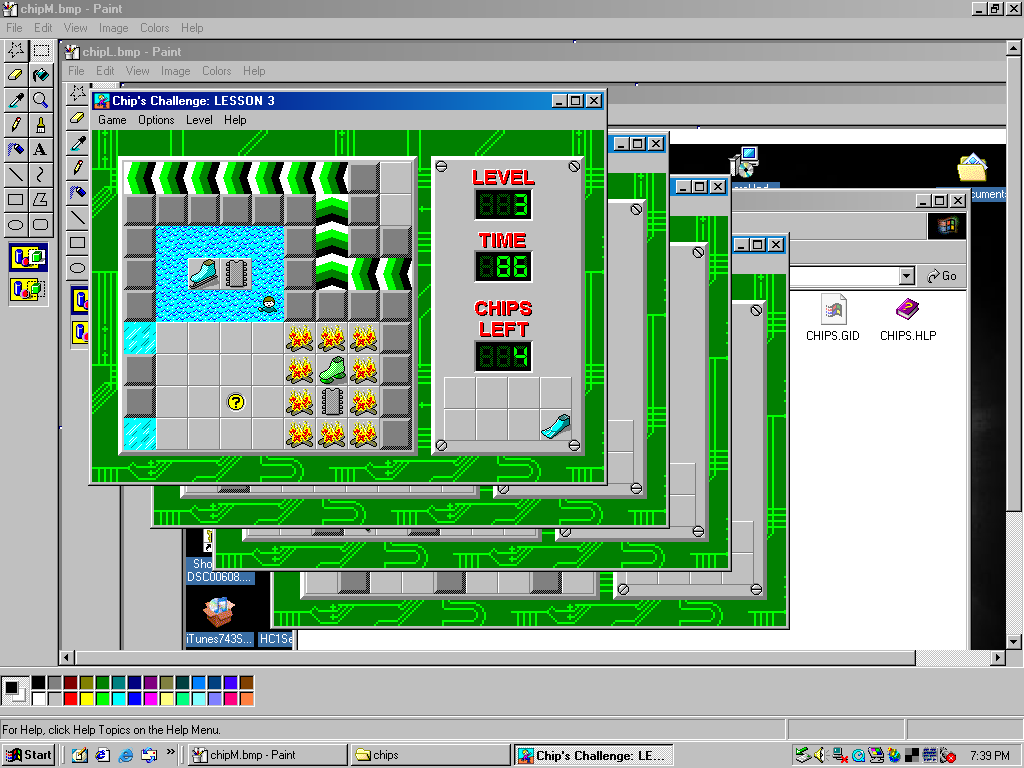 chipM.bmp - Paint
File Edit View Image Colors Help
chipL.bmp - Paint
File Edit View Image Colors Help
Chip's Challenge: LESSON 3
Game Options Level Help
LEVEL
3
TIME
86
CHIPS
LEFT
4
?
Go
CHIPS.GID
CHIPS.HLP
Sho
DSC00608....
iTunes743S...
HC1Se
For Help, click Help Topics on the Help Menu.
Start
chipM.bmp - Paint
chips
Chip's Challenge: LE...
7:39 PM